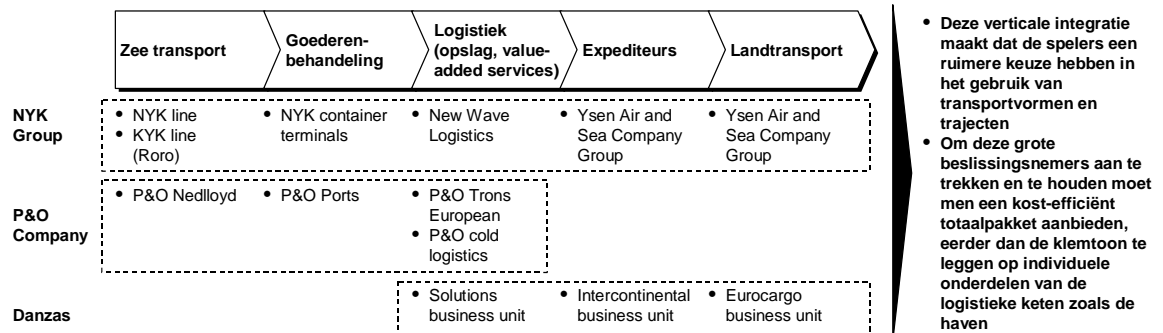 Zee transport
Goederen-
behandeling
Logistiek
(opslag, value-
added services)
Expediteurs
Landtransport
NYK
Group
• NYK line
• KYK line
(Roro)
• NYK container
terminals
• New Wave
Logistics
• Ysen Air and
Sea Company
Group
• Ysen Air and
Sea Company
Group
P&O
Company
• P&O Nedlloyd
• P&O Ports
• P&O Trons
European
• P&O cold
logistics
Danzas
• Solutions
business unit
• Intercontinental
business unit
• Eurocargo
business unit
• Deze verticale integratie
maakt dat de spelers een
ruimere keuze hebben in
het gebruik van
transportvormen en
trajecten
• Om deze grote
beslissingsnemers aan te
trekken en te houden moet
men een kost-efficiënt
totaalpakket aanbieden,
eerder dan de klemtoon te
leggen op individuele
onderdelen van de
logistieke keten zoals de
haven